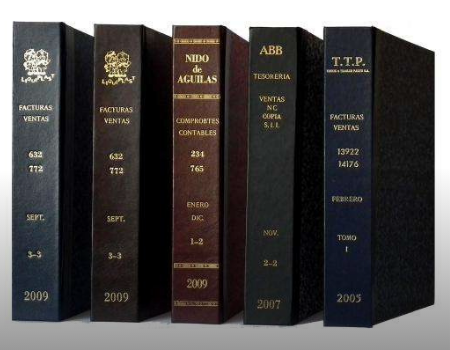 FACTURAS
VENTAS
632
772
SEPT.
3-3
2009
FACTURAS
VENTAS
632
772
SEPT.
3-3
2009
NIDO
de
AGUILAS
COMPROBTES
CONTABLES
234
765
ENERO
DIC.
1-2
2009
ABB
TESORERIA
VENTAS
NC
COPIA
S.I.I.
NOV.
2-2
2007
T.T.P.
FACTURAS
VENTAS
13922
14176
FEBRERO
TOMO
I
2005